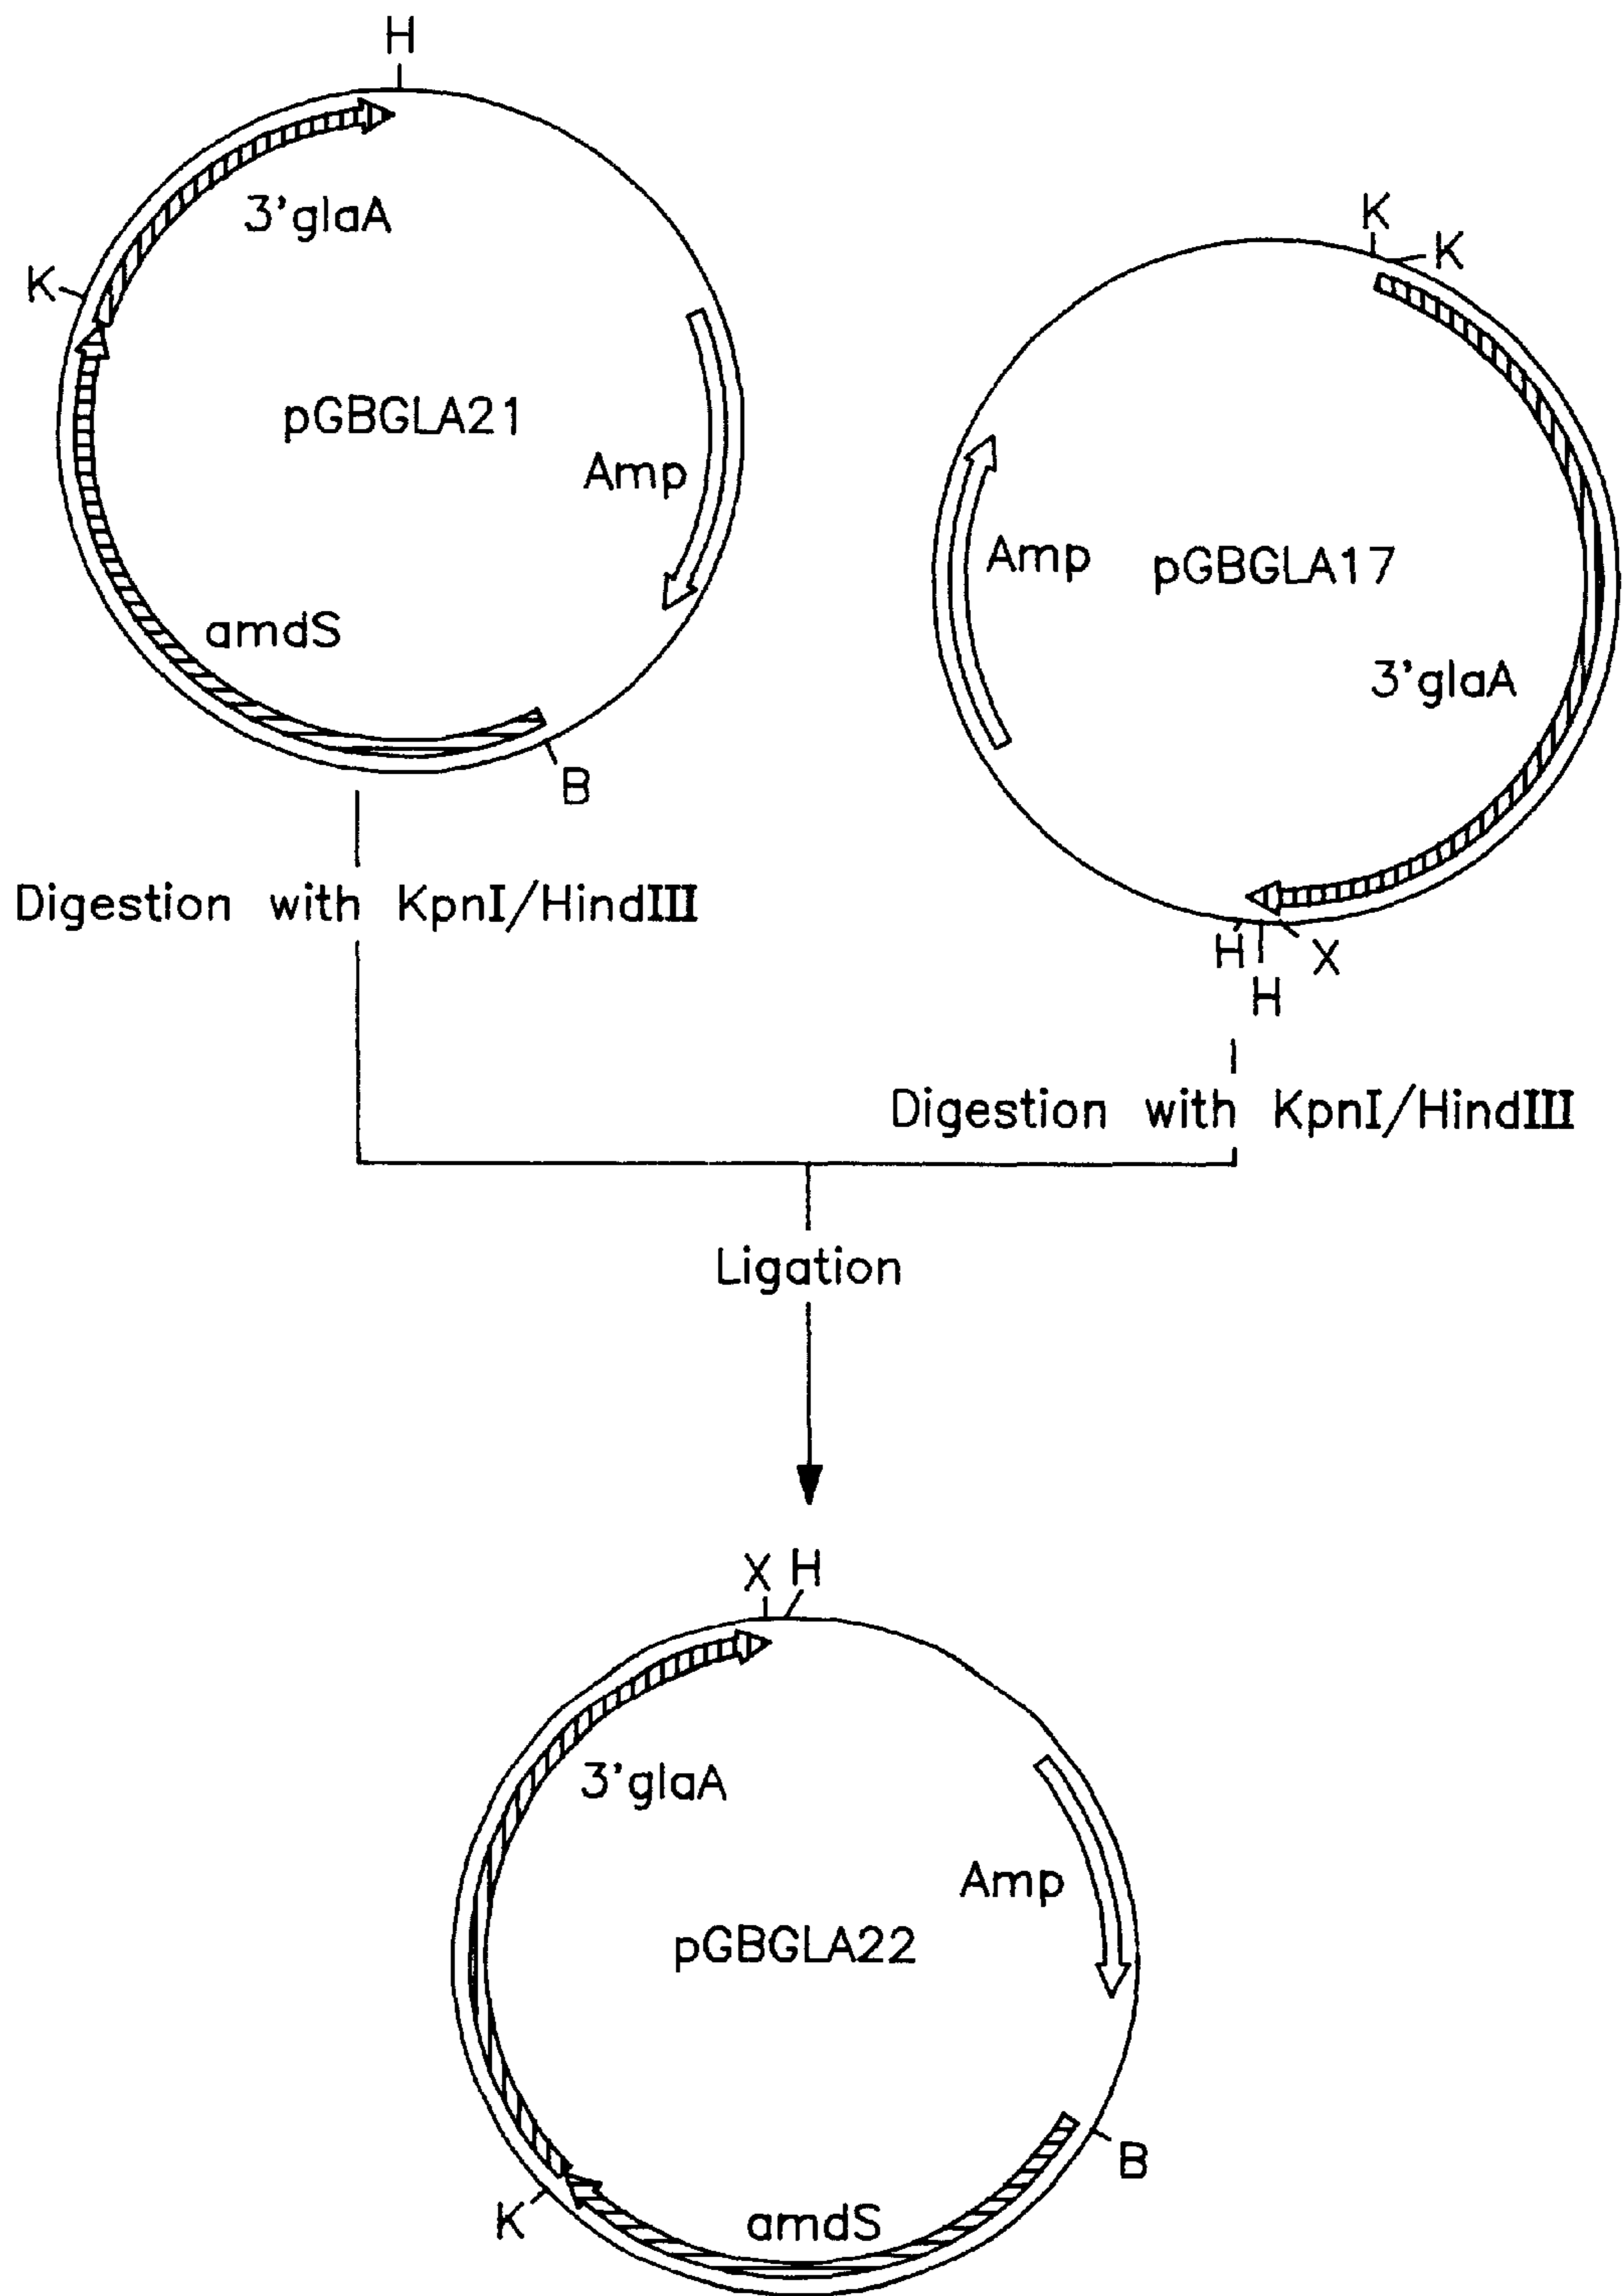 H
3'glaA
K
pGBGLA21
Amp
amdS
B
K
K
Amp
pGBGLA17
3'glaA
H
X
H
Digestion with KpnI/HindIII
Digestion with KpnI/HindIII
Ligation
X H
3'glaA
Amp
pGBGLA22
B
K
amdS